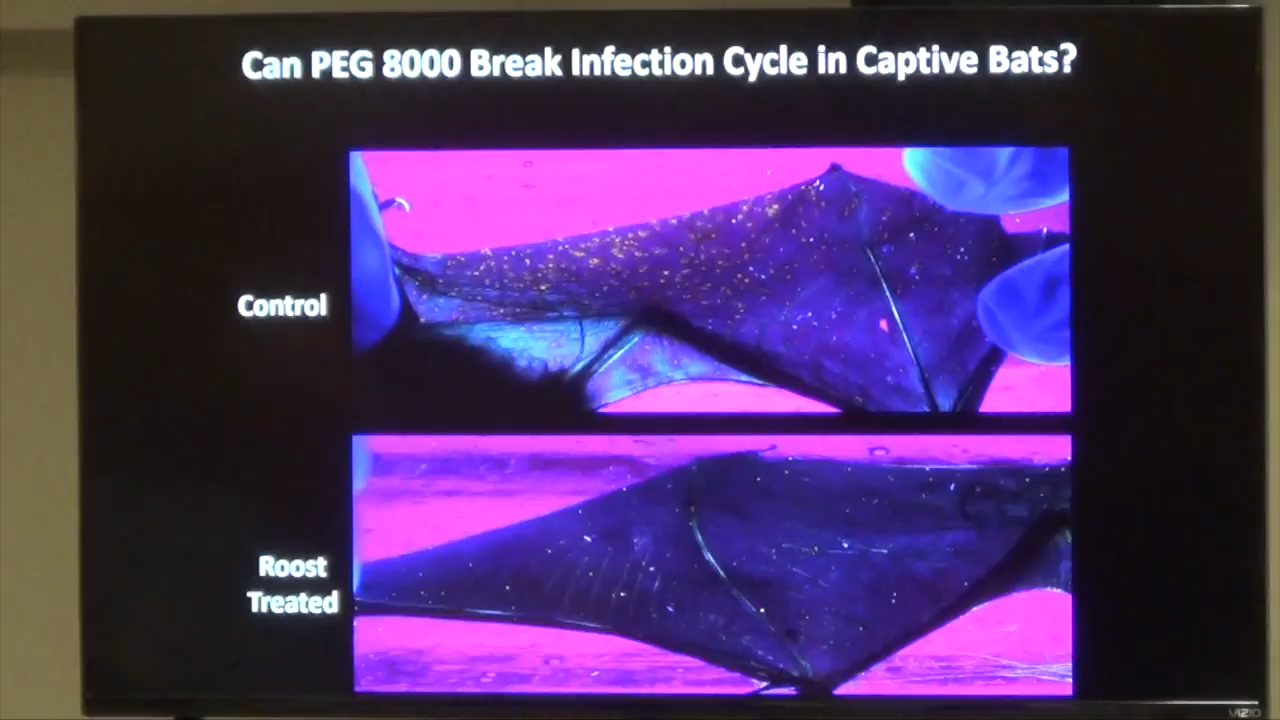 Can PEG 8000 Break Infection Cycle in Captive Bats?
Control
Roost
Treated
VIZIO